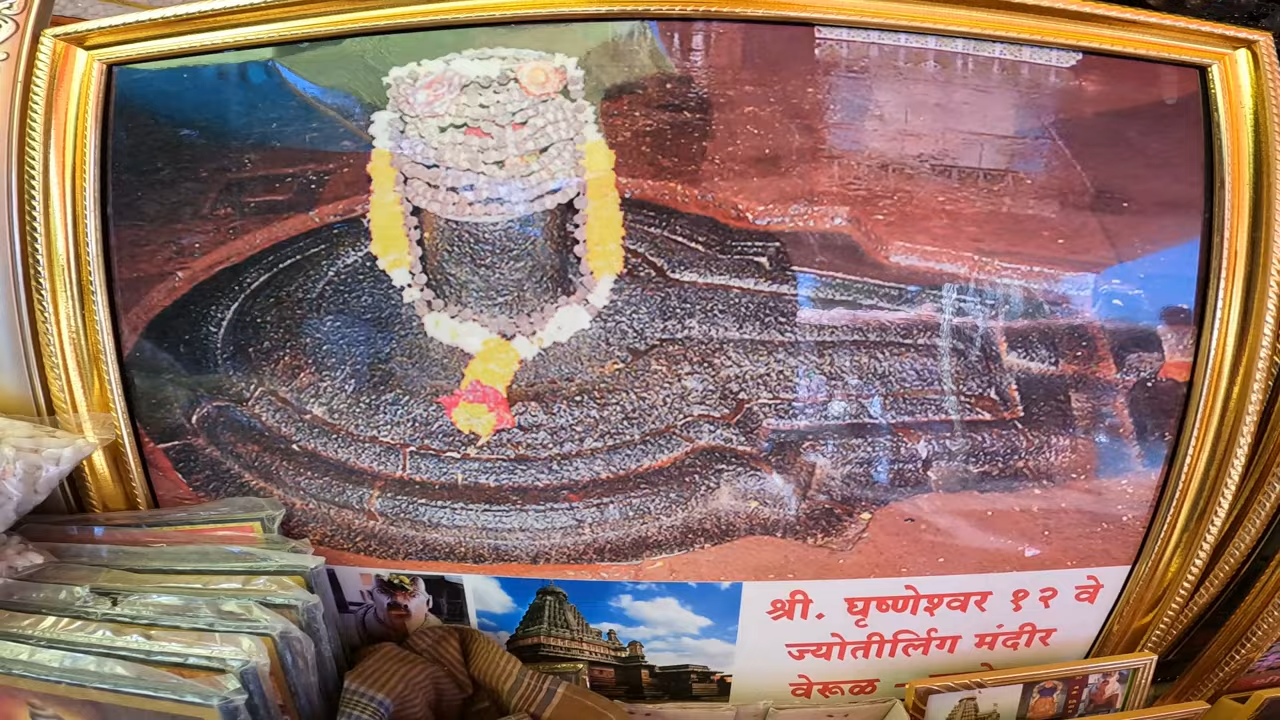 श्री. घृष्णेश्वर १२ वे
ज्योतीर्लिंग मंदीर
वेरूळ -